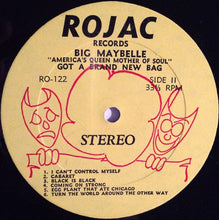 ROJAC
RECORDS
BIG MAYBELLE
"AMERICA'S QUEEN MOTHER OF SOUL"
GOT A BRAND NEW BAG
RO-122
SIDE II
33⅓ RPM
STEREO
1. I CAN'T CONTROL MYSELF
2. CABARET
3. BLACK IS BLACK
4. COMING ON STRONG
5. EGG PLANT THAT ATE CHICAGO
6. TURN THE WORLD AROUND THE OTHER WAY